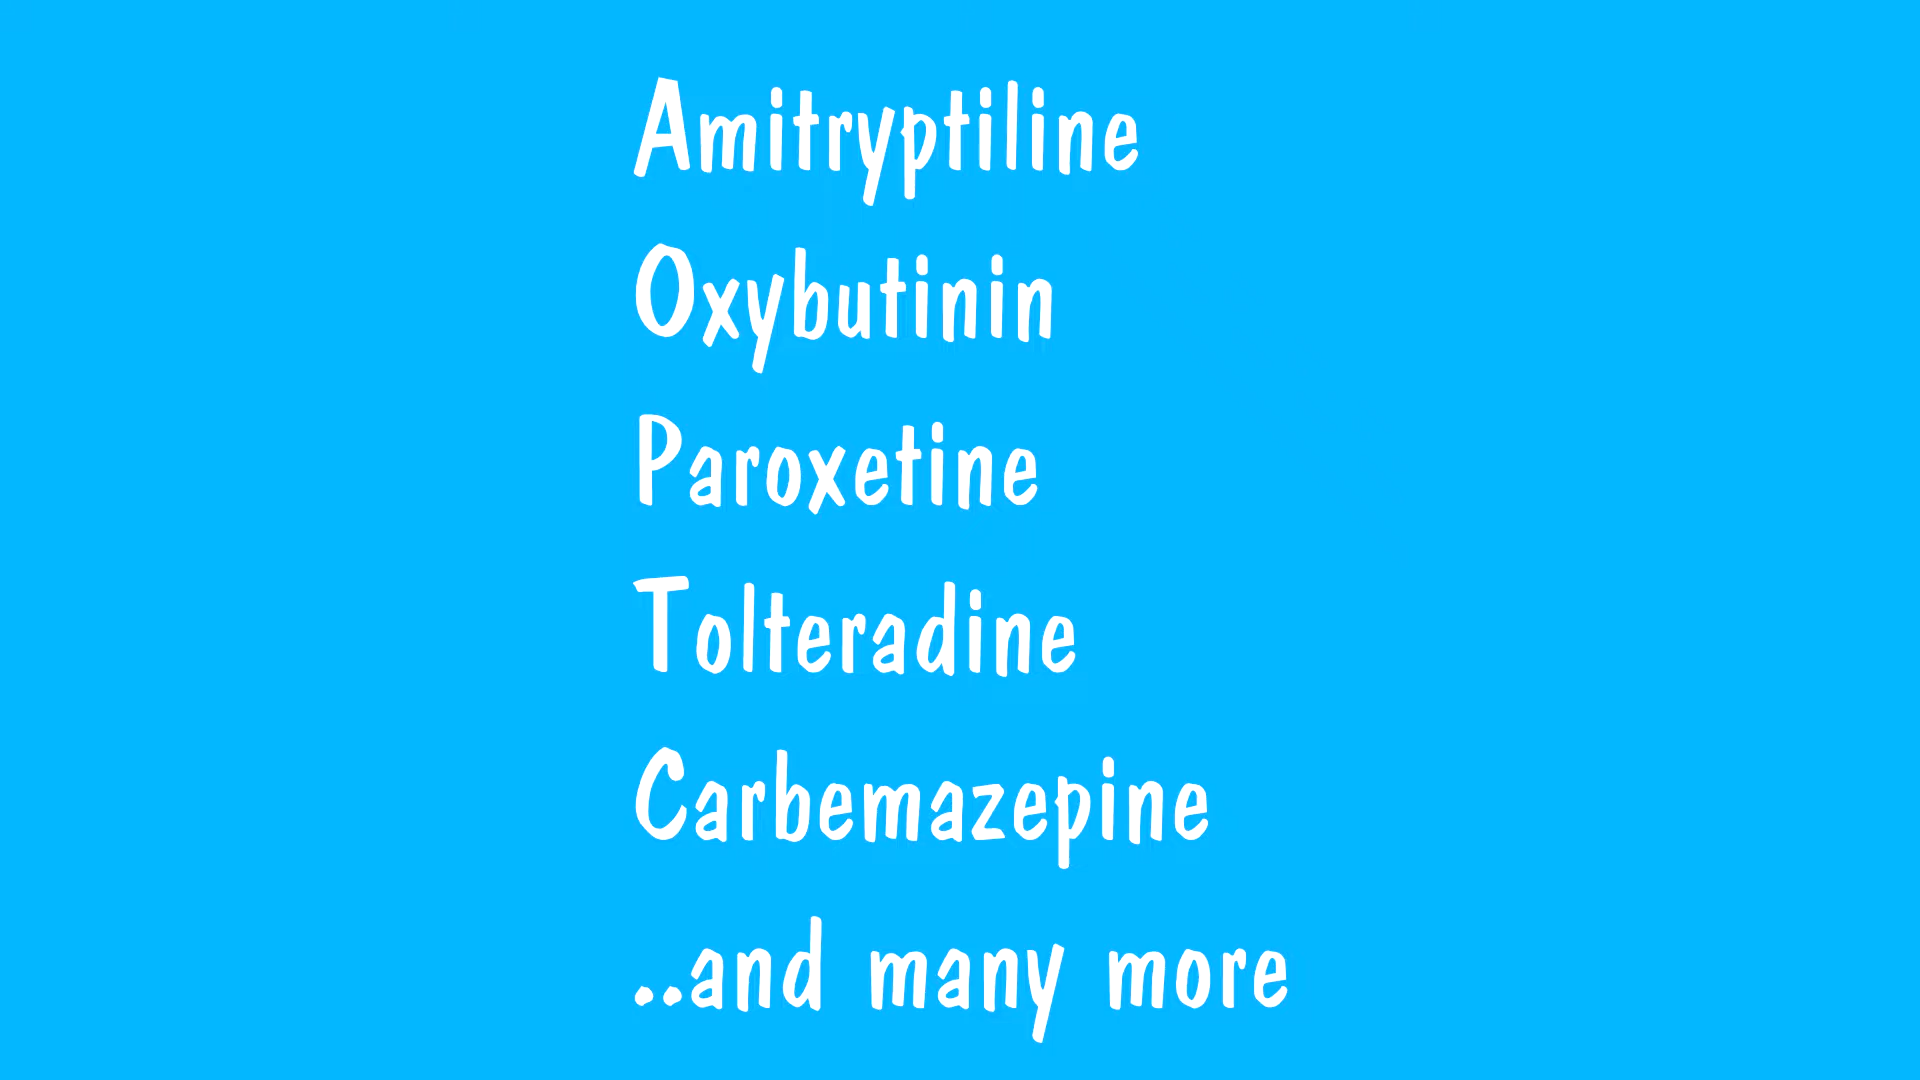 Amitryptiline
Oxybutinin
Paroxetine
Tolteradine
Carbemazepine
..and many more